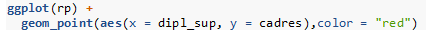 ggplot(rp) +
  geom_point(aes(x = dipl_sup, y = cadres),color = "red")